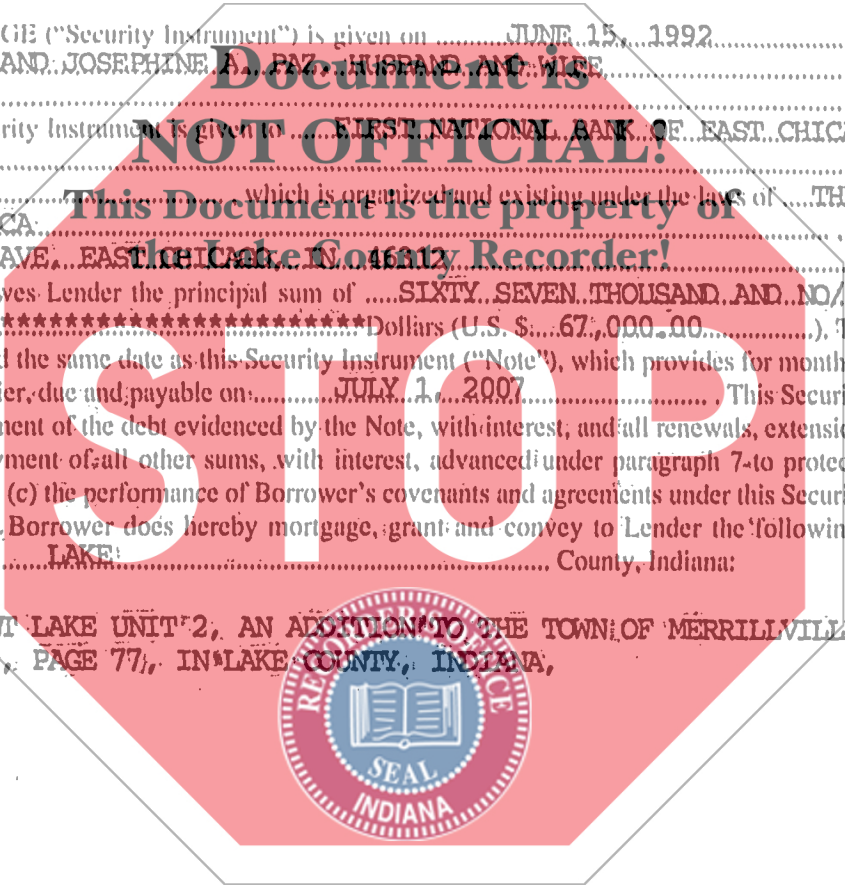 GE ("Security Instrument") is given on ........ JUNE 15, 1992
Document is
AND JOSEPHINE A. PAZ, HUSBAND AND WIFE
rity Instrument is given to ..... FIRST NATIONAL BANK OF EAST CHICA
NOT OFFICIAL!
which is organized and existing under the laws of .... TH
This Document is the property of
CA
AVE, EAST CHICAGO, IN 46312
the Lake County Recorder!
ves Lender the principal sum of ..... SIXTY SEVEN THOUSAND AND NO/
***********************Dollars (U.S. $....67,000.00..............). T
d the same date as this Security Instrument ("Note"), which provides for month
ier, due and payable on ............ JULY 1, 2007 .............................. This Securi
ment of the debt evidenced by the Note, with interest, and all renewals, extensio
yment of all other sums, with interest, advanced under paragraph 7 to protec
(c) the performance of Borrower's covenants and agreements under this Securi
Borrower does hereby mortgage, grant and convey to Lender the followin
STOP
LAKE ............................................................. County, Indiana:
T LAKE UNIT 2, AN ADDITION TO THE TOWN OF MERRILLVILL
, PAGE 77, IN LAKE COUNTY, INDIANA,
RECORDER'S OFFICE
SEAL
INDIANA